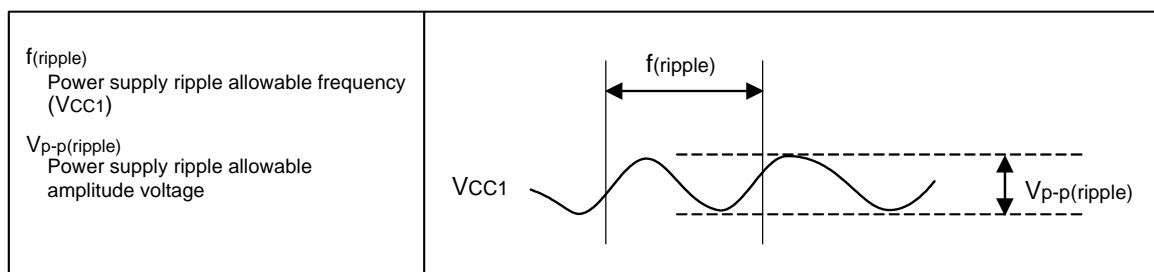 f(ripple)
Power supply ripple allowable frequency
(VCC1)
Vp-p(ripple)
Power supply ripple allowable
amplitude voltage
f(ripple)
VCC1
Vp-p(ripple)